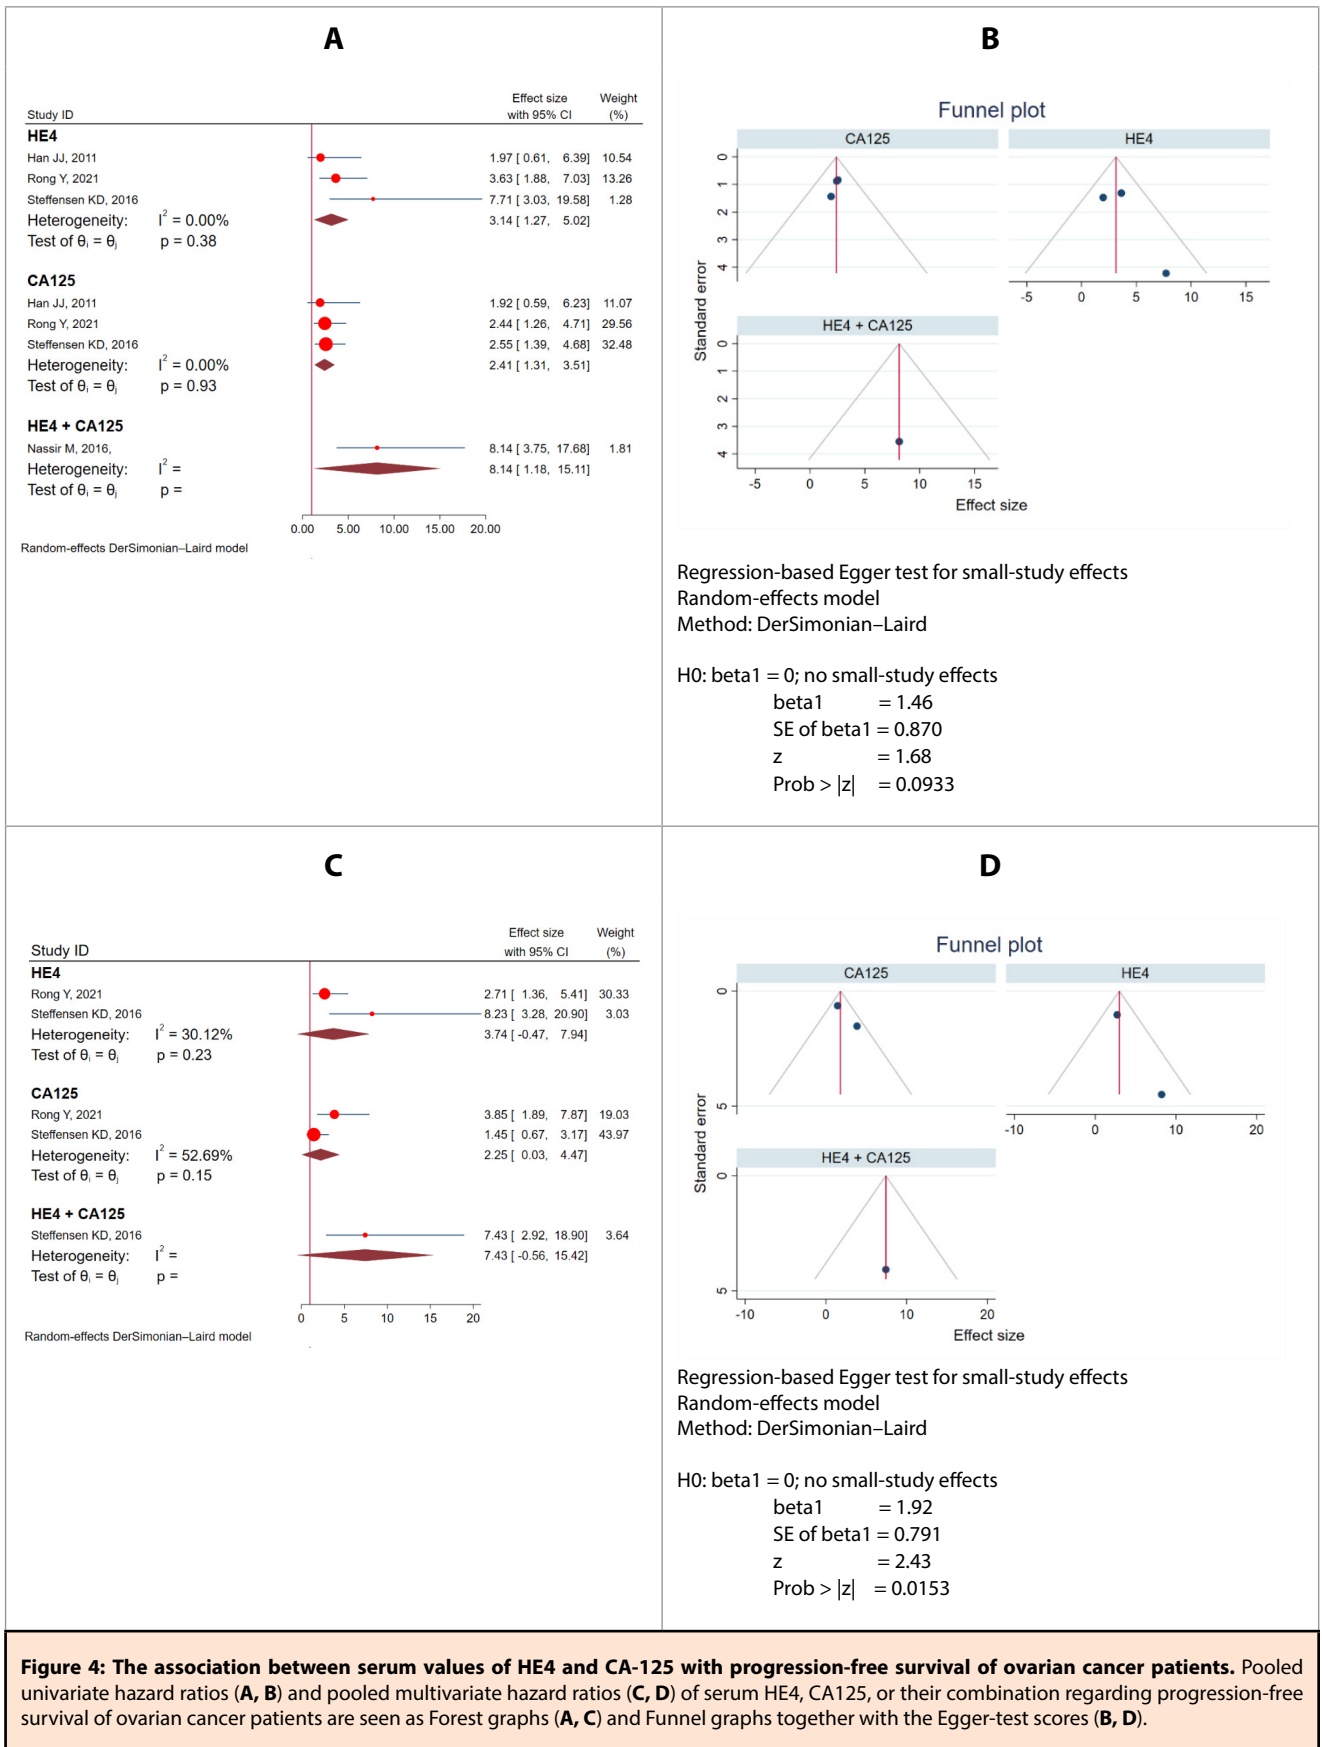 A
Effect size Weight
Study ID with 95% CI (%)
HE4
Han JJ, 2011 1.97 [ 0.61, 6.39] 10.54
Rong Y, 2021 3.63 [ 1.88, 7.03] 13.26
Steffensen KD, 2016 7.71 [ 3.03, 19.58] 1.28
Heterogeneity: I² = 0.00% 3.14 [ 1.27, 5.02]
Test of θᵢ = θⱼ p = 0.38
CA125
Han JJ, 2011 1.92 [ 0.59, 6.23] 11.07
Rong Y, 2021 2.44 [ 1.26, 4.71] 29.56
Steffensen KD, 2016 2.55 [ 1.39, 4.68] 32.48
Heterogeneity: I² = 0.00% 2.41 [ 1.31, 3.51]
Test of θᵢ = θⱼ p = 0.93
HE4 + CA125
Nassir M, 2016, 8.14 [ 3.75, 17.68] 1.81
Heterogeneity: I² = 8.14 [ 1.18, 15.11]
Test of θᵢ = θⱼ p =
0.00 5.00 10.00 15.00 20.00
Random-effects DerSimonian–Laird model
B
Funnel plot
CA125 HE4
0
1
2
3
4
-5 0 5 10 15
HE4 + CA125
0
1
2
3
4
-5 0 5 10 15
Standard error
Effect size
Regression-based Egger test for small-study effects
Random-effects model
Method: DerSimonian–Laird
H0: beta1 = 0; no small-study effects
beta1 = 1.46
SE of beta1 = 0.870
z = 1.68
Prob > |z| = 0.0933
C
Effect size Weight
Study ID with 95% CI (%)
HE4
Rong Y, 2021 2.71 [ 1.36, 5.41] 30.33
Steffensen KD, 2016 8.23 [ 3.28, 20.90] 3.03
Heterogeneity: I² = 30.12% 3.74 [ -0.47, 7.94]
Test of θᵢ = θⱼ p = 0.23
CA125
Rong Y, 2021 3.85 [ 1.89, 7.87] 19.03
Steffensen KD, 2016 1.45 [ 0.67, 3.17] 43.97
Heterogeneity: I² = 52.69% 2.25 [ 0.03, 4.47]
Test of θᵢ = θⱼ p = 0.15
HE4 + CA125
Steffensen KD, 2016 7.43 [ 2.92, 18.90] 3.64
Heterogeneity: I² = 7.43 [ -0.56, 15.42]
Test of θᵢ = θⱼ p =
0 5 10 15 20
Random-effects DerSimonian–Laird model
D
Funnel plot
CA125 HE4
0
5
-10 0 10 20
HE4 + CA125
0
5
-10 0 10 20
Standard error
Effect size
Regression-based Egger test for small-study effects
Random-effects model
Method: DerSimonian–Laird
H0: beta1 = 0; no small-study effects
beta1 = 1.92
SE of beta1 = 0.791
z = 2.43
Prob > |z| = 0.0153
Figure 4: The association between serum values of HE4 and CA-125 with progression-free survival of ovarian cancer patients. Pooled
univariate hazard ratios (A, B) and pooled multivariate hazard ratios (C, D) of serum HE4, CA125, or their combination regarding progression-free
survival of ovarian cancer patients are seen as Forest graphs (A, C) and Funnel graphs together with the Egger-test scores (B, D).